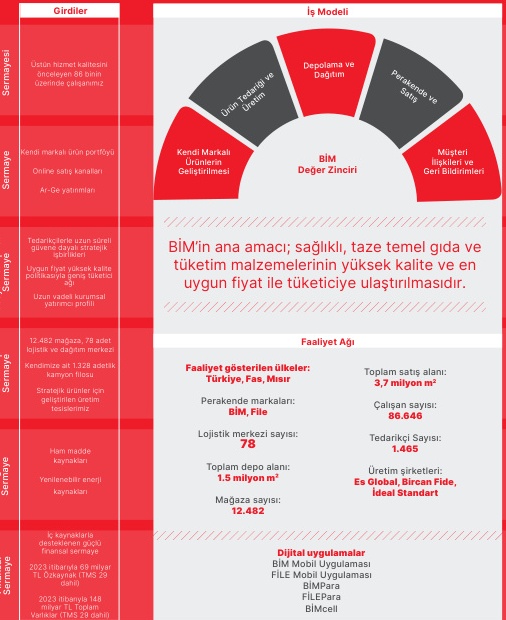 Girdiler
Sermayesi
Üstün hizmet kalitesini
önceleyen 86 binin
üzerinde çalışanımız
Sermaye
Kendi markalı ürün portföyü
Online satış kanalları
Ar-Ge yatırımları
Sermaye
Tedarikçilerle uzun süreli
güvene dayalı stratejik
işbirlikleri
Uygun fiyat yüksek kalite
politikasıyla geniş tüketici
ağı
Uzun vadeli kurumsal
yatırımcı profili
Sermaye
12.482 mağaza, 78 adet
lojistik ve dağıtım merkezi
Kendimize ait 1.328 adetlik
kamyon filosu
Stratejik ürünler için
geliştirilen üretim
tesislerimiz
Sermaye
Ham madde
kaynakları
Yenilenebilir enerji
kaynakları
Sermaye
İç kaynaklarla
desteklenen güçlü
finansal sermaye
2023 itibarıyla 69 milyar
TL Özkaynak (TMS 29
dahil)
2023 itibarıyla 148
milyar TL Toplam
Varlıklar (TMS 29 dahil)
İş Modeli
Kendi Markalı
Ürünlerin
Geliştirilmesi
Ürün Tedariği ve
Üretim
Depolama ve
Dağıtım
Perakende ve
Satış
Müşteri
İlişkileri ve
Geri Bildirimleri
BİM
Değer Zinciri
BİM'in ana amacı; sağlıklı, taze temel gıda ve
tüketim malzemelerinin yüksek kalite ve en
uygun fiyat ile tüketiciye ulaştırılmasıdır.
Faaliyet Ağı
Faaliyet gösterilen ülkeler:
Türkiye, Fas, Mısır
Perakende markaları:
BİM, File
Lojistik merkezi sayısı:
78
Toplam depo alanı:
1.5 milyon m²
Mağaza sayısı:
12.482
Toplam satış alanı:
3,7 milyon m²
Çalışan sayısı:
86.646
Tedarikçi Sayısı:
1.465
Üretim şirketleri:
Es Global, Bircan Fide,
İdeal Standart
Dijital uygulamalar
BİM Mobil Uygulaması
FİLE Mobil Uygulaması
BİMPara
FİLEPara
BİMcell